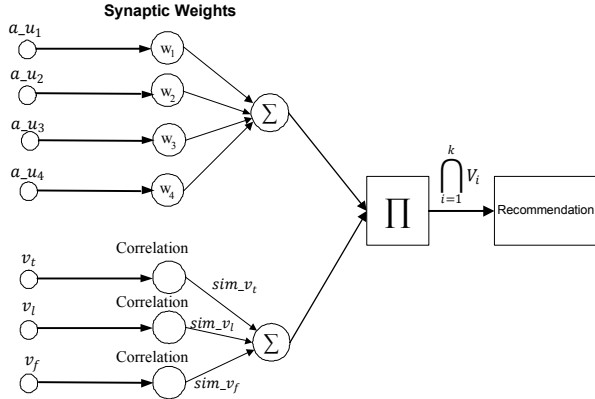 Synaptic Weights
a_u₁
w₁
a_u₂
w₂
a_u₃
w₃
a_u₄
w₄
∑
∏
k
⋂ V_i
i=1
Recommendation
Correlation
v_t
sim_v_t
Correlation
v_l
sim_v_l
∑
Correlation
v_f
sim_v_f